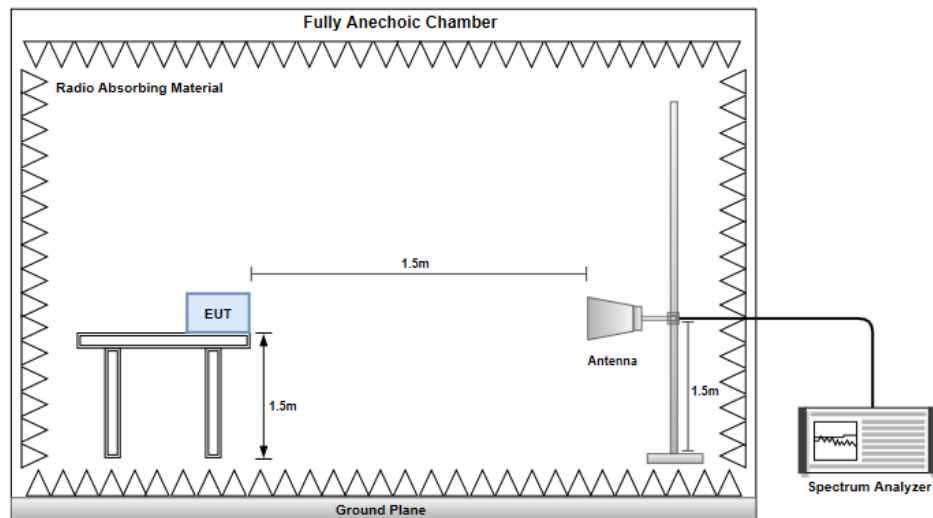 Fully Anechoic Chamber
Radio Absorbing Material
1.5m
EUT
Antenna
1.5m
1.5m
Spectrum Analyzer
Ground Plane